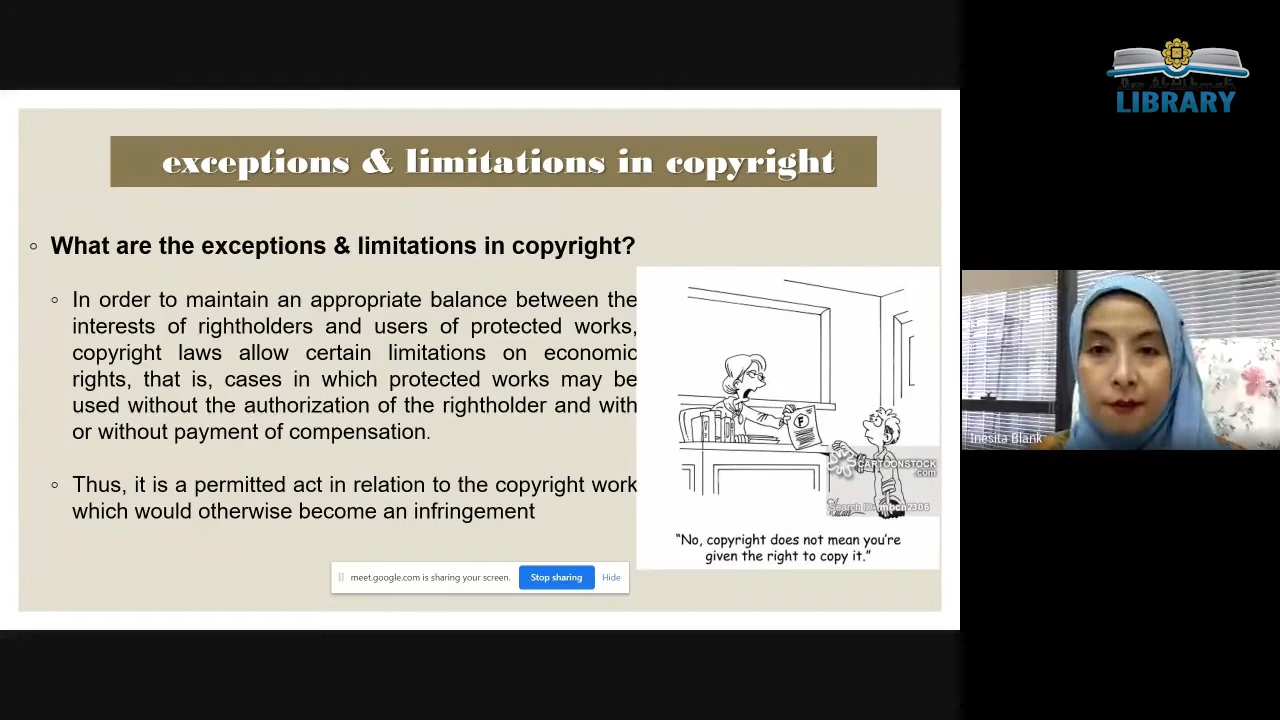 LIBRARY
exceptions & limitations in copyright
◦ What are the exceptions & limitations in copyright?
◦ In order to maintain an appropriate balance between the
interests of rightholders and users of protected works,
copyright laws allow certain limitations on economic
rights, that is, cases in which protected works may be
used without the authorization of the rightholder and with
or without payment of compensation.
◦ Thus, it is a permitted act in relation to the copyright work
which would otherwise become an infringement
CARTOONSTOCK
.com
Search ID: mbcn2306
"No, copyright does not mean you're
given the right to copy it."
meet.google.com is sharing your screen. Stop sharing Hide
Inesita Blank